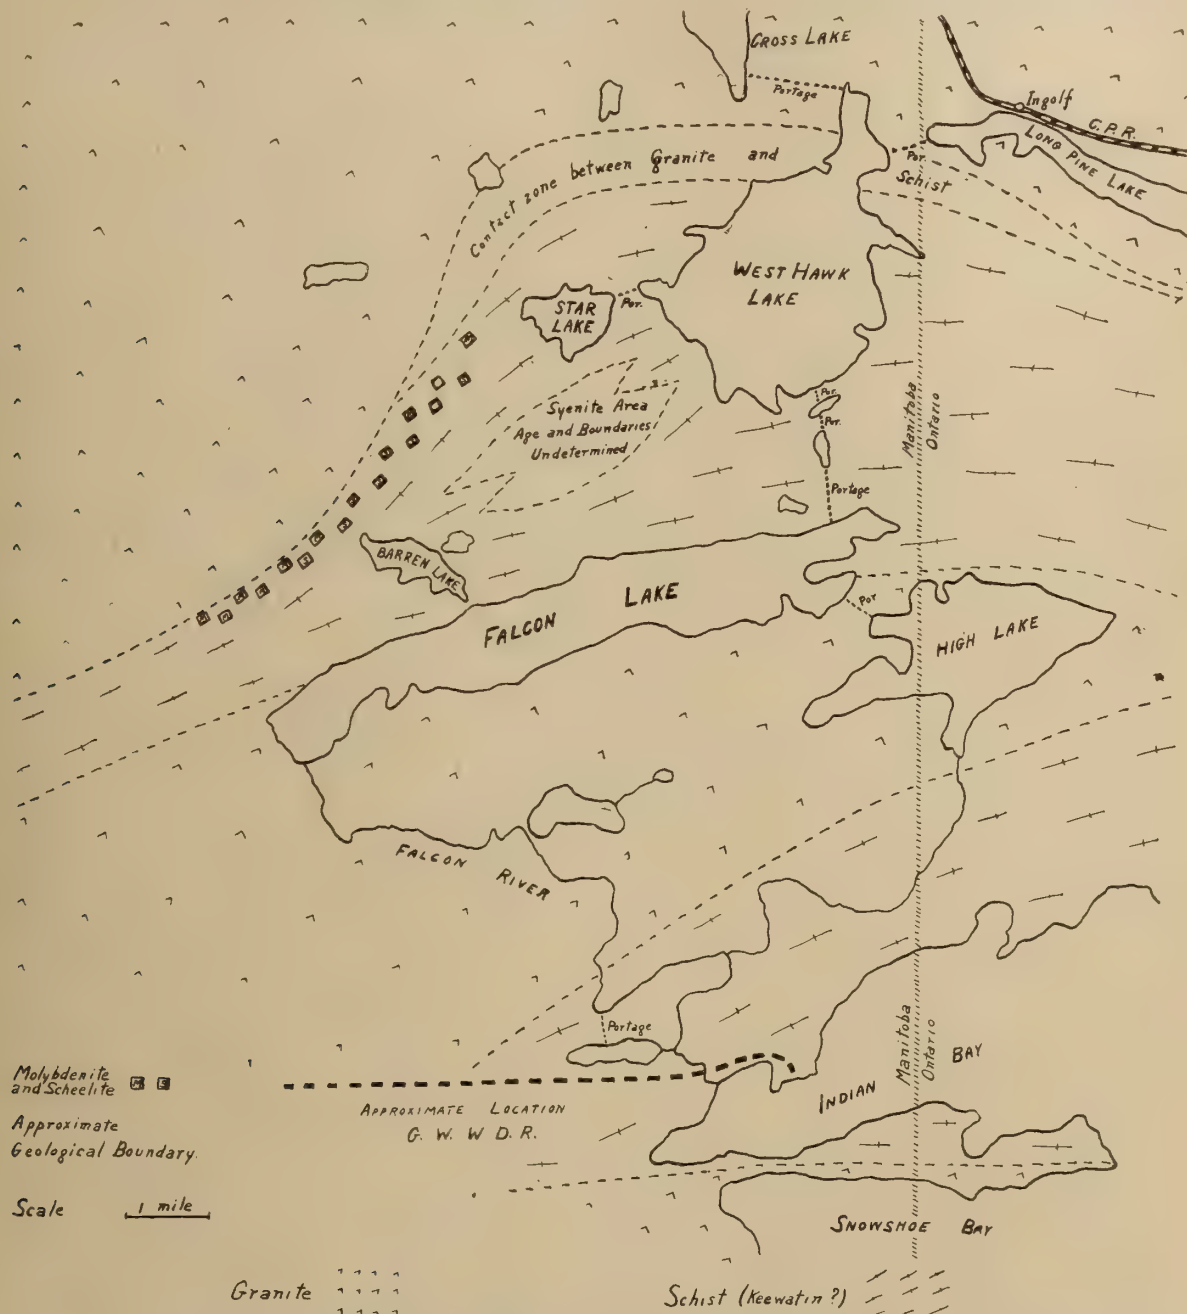 CROSS LAKE
Portage
Ingolf
C.P.R.
LONG PINE LAKE
Por.
Contact zone between Granite and
Schist
WEST HAWK
LAKE
STAR
LAKE
Por.
Syenite Area
Age and Boundaries
Undetermined
Por.
Por.
Portage
Manitoba
Ontario
BARREN LAKE
FALCON LAKE
Por
HIGH LAKE
FALCON RIVER
Portage
Manitoba
Ontario
INDIAN BAY
Molybdenite
and Scheelite M S
APPROXIMATE LOCATION
G. W. W D. R.
Approximate
Geological Boundary.
Scale 1 mile
SNOWSHOE BAY
Granite
Schist (Keewatin ?)